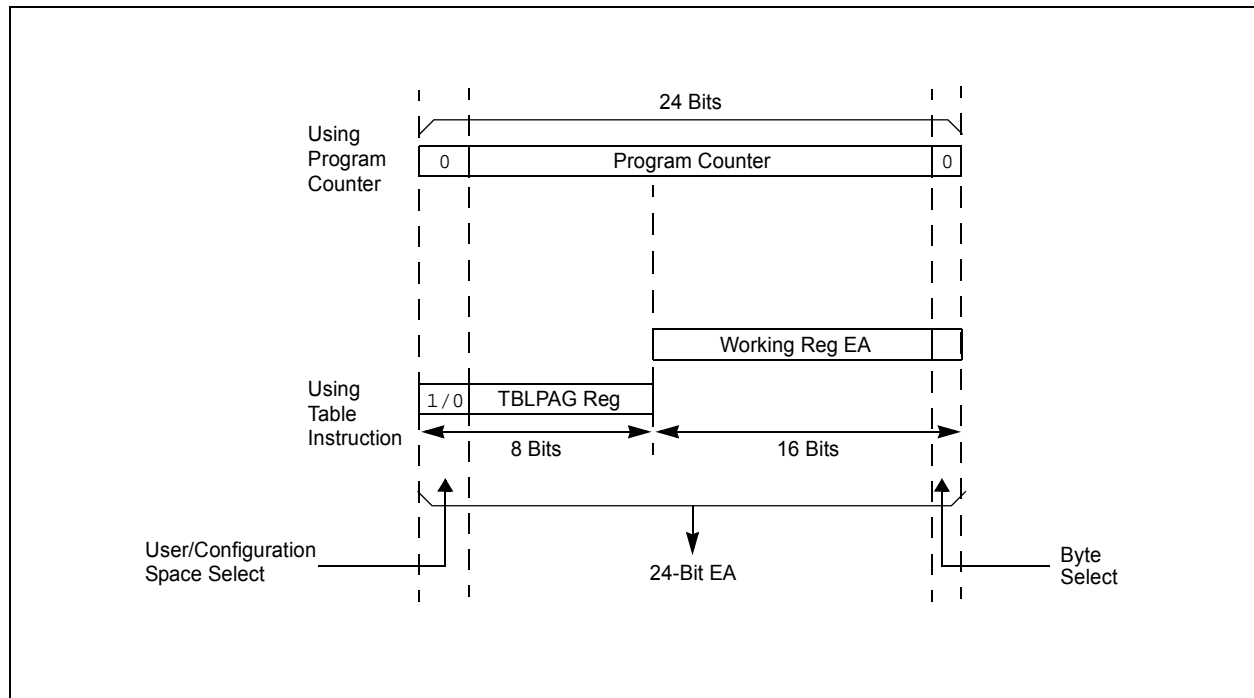 24 Bits
Using
Program
Counter
0
Program Counter
0
Working Reg EA
Using
Table
Instruction
1/0
TBLPAG Reg
8 Bits
16 Bits
User/Configuration
Space Select
24-Bit EA
Byte
Select